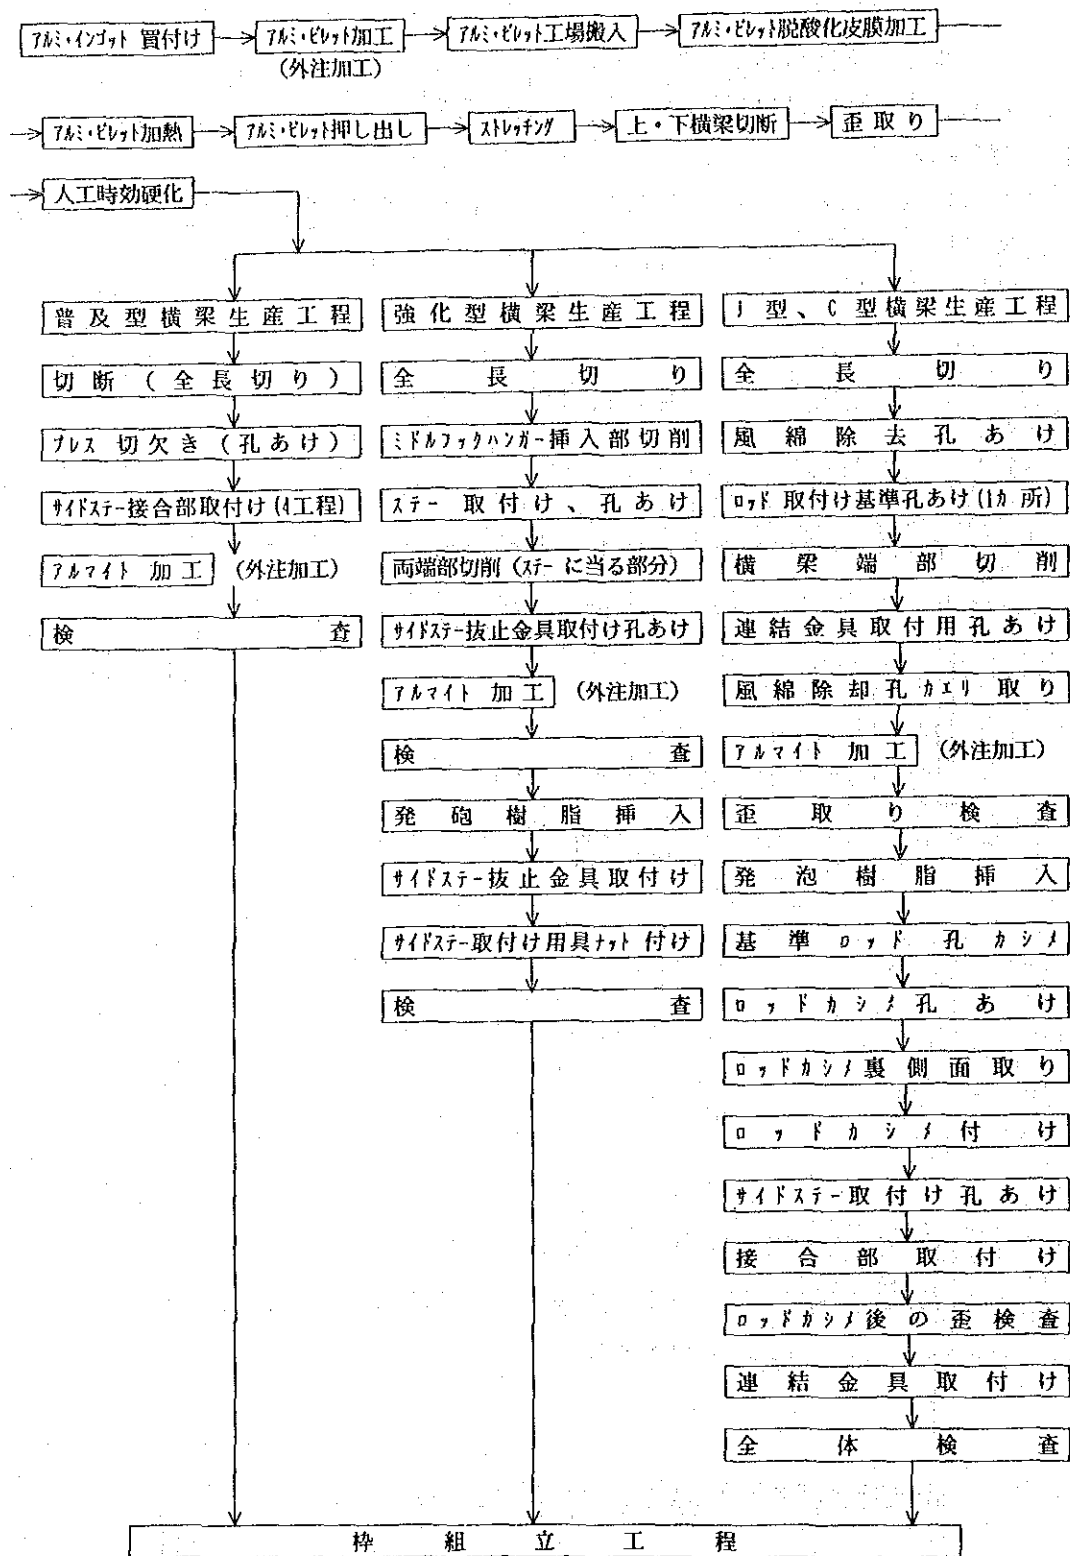 アルミ・インゴット 買付け
アルミ・ビレット加工
(外注加工)
アルミ・ビレット工場搬入
アルミ・ビレット脱酸化皮膜加工
アルミ・ビレット加熱
アルミ・ビレット押し出し
ストレッチング
上・下横梁切断
歪取り
人工時効硬化
普及型横梁生産工程
切断(全長切り)
プレス 切欠き(孔あけ)
サイドステー接合部取付け(4工程)
アルマイト 加工 (外注加工)
検査
強化型横梁生産工程
全長切り
ミドルフックハンガー挿入部切削
ステー取付け、孔あけ
両端部切削(ステーに当る部分)
サイドステー抜止金具取付け孔あけ
アルマイト 加工 (外注加工)
検査
発砲樹脂挿入
サイドステー抜止金具取付け
サイドステー取付け用具ナット付け
検査
J型、C型横梁生産工程
全長切り
風綿除去孔あけ
ロッド 取付け基準孔あけ(1カ所)
横梁端部切削
連結金具取付用孔あけ
風綿除却孔カエリ取り
アルマイト 加工 (外注加工)
歪取り検査
発泡樹脂挿入
基準ロッド孔カシメ
ロッドカシメ孔あけ
ロッドカシメ裏側面取り
ロッドカシメ付け
サイドステー取付け孔あけ
接合部取付け
ロッドカシメ後の歪検査
連結金具取付け
全体検査
枠組立工程